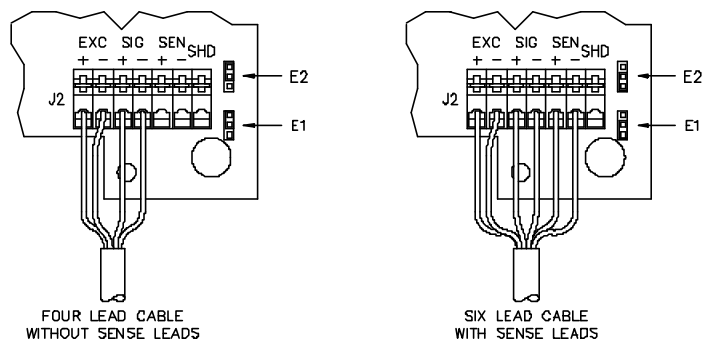 EXC SIG SEN SHD
+ − + − + −
E2
J2
E1
FOUR LEAD CABLE
WITHOUT SENSE LEADS
EXC SIG SEN SHD
+ − + − + −
E2
J2
E1
SIX LEAD CABLE
WITH SENSE LEADS